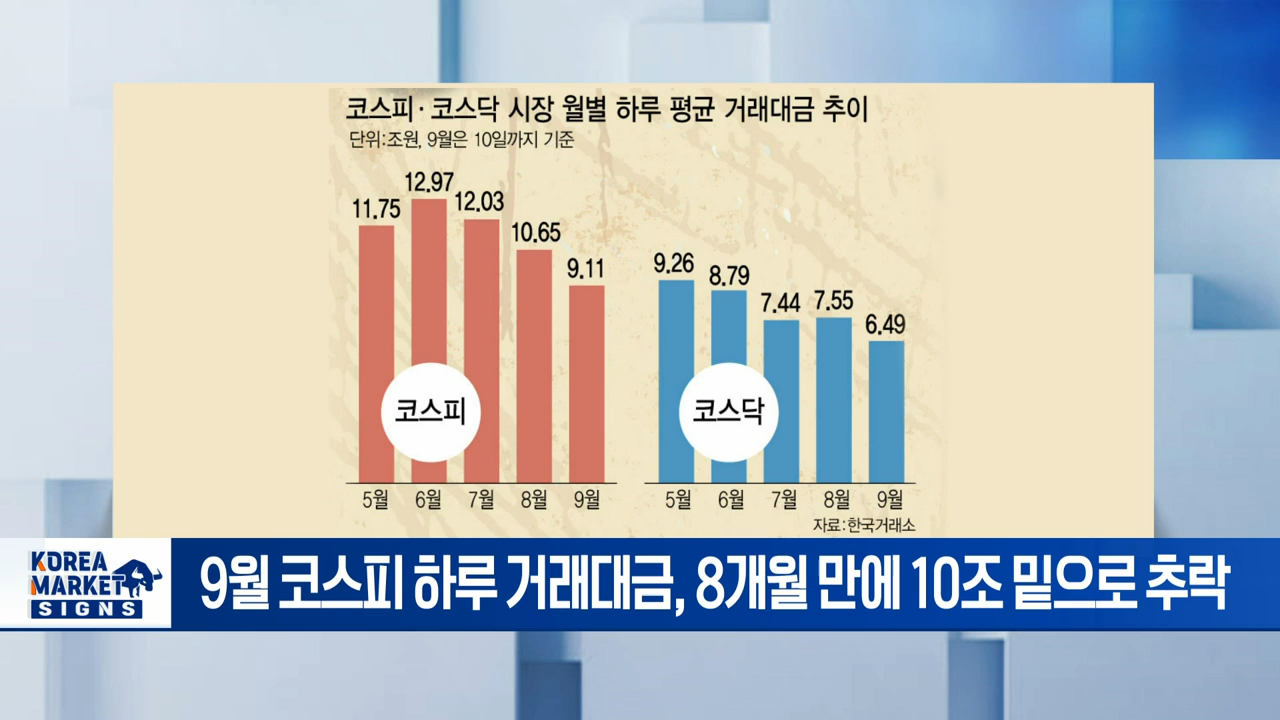 코스피·코스닥 시장 월별 하루 평균 거래대금 추이
단위:조원, 9월은 10일까지 기준
11.75
12.97
12.03
10.65
9.11
코스피
5월 6월 7월 8월 9월
9.26
8.79
7.44
7.55
6.49
코스닥
5월 6월 7월 8월 9월
자료:한국거래소
KOREA
MARKET
SIGNS
9월 코스피 하루 거래대금, 8개월 만에 10조 밑으로 추락